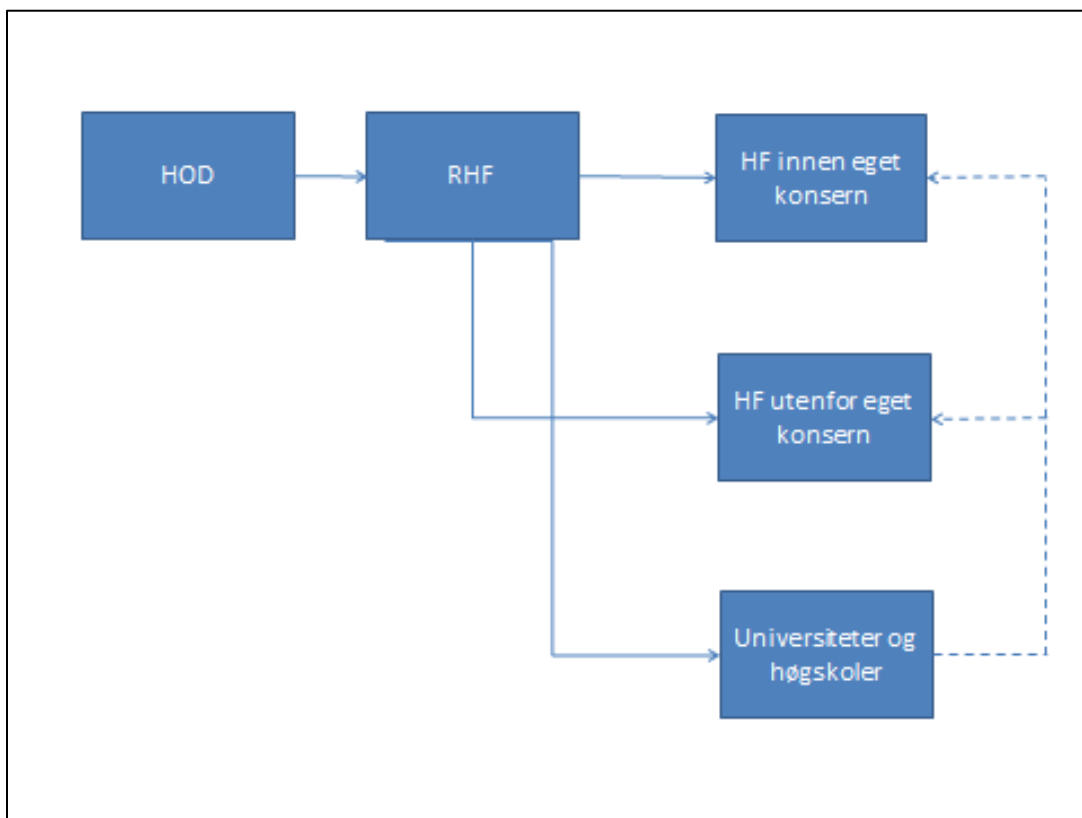 HOD
RHF
HF innen eget
konsern
HF utenfor eget
konsern
Universiteter og
høgskoler